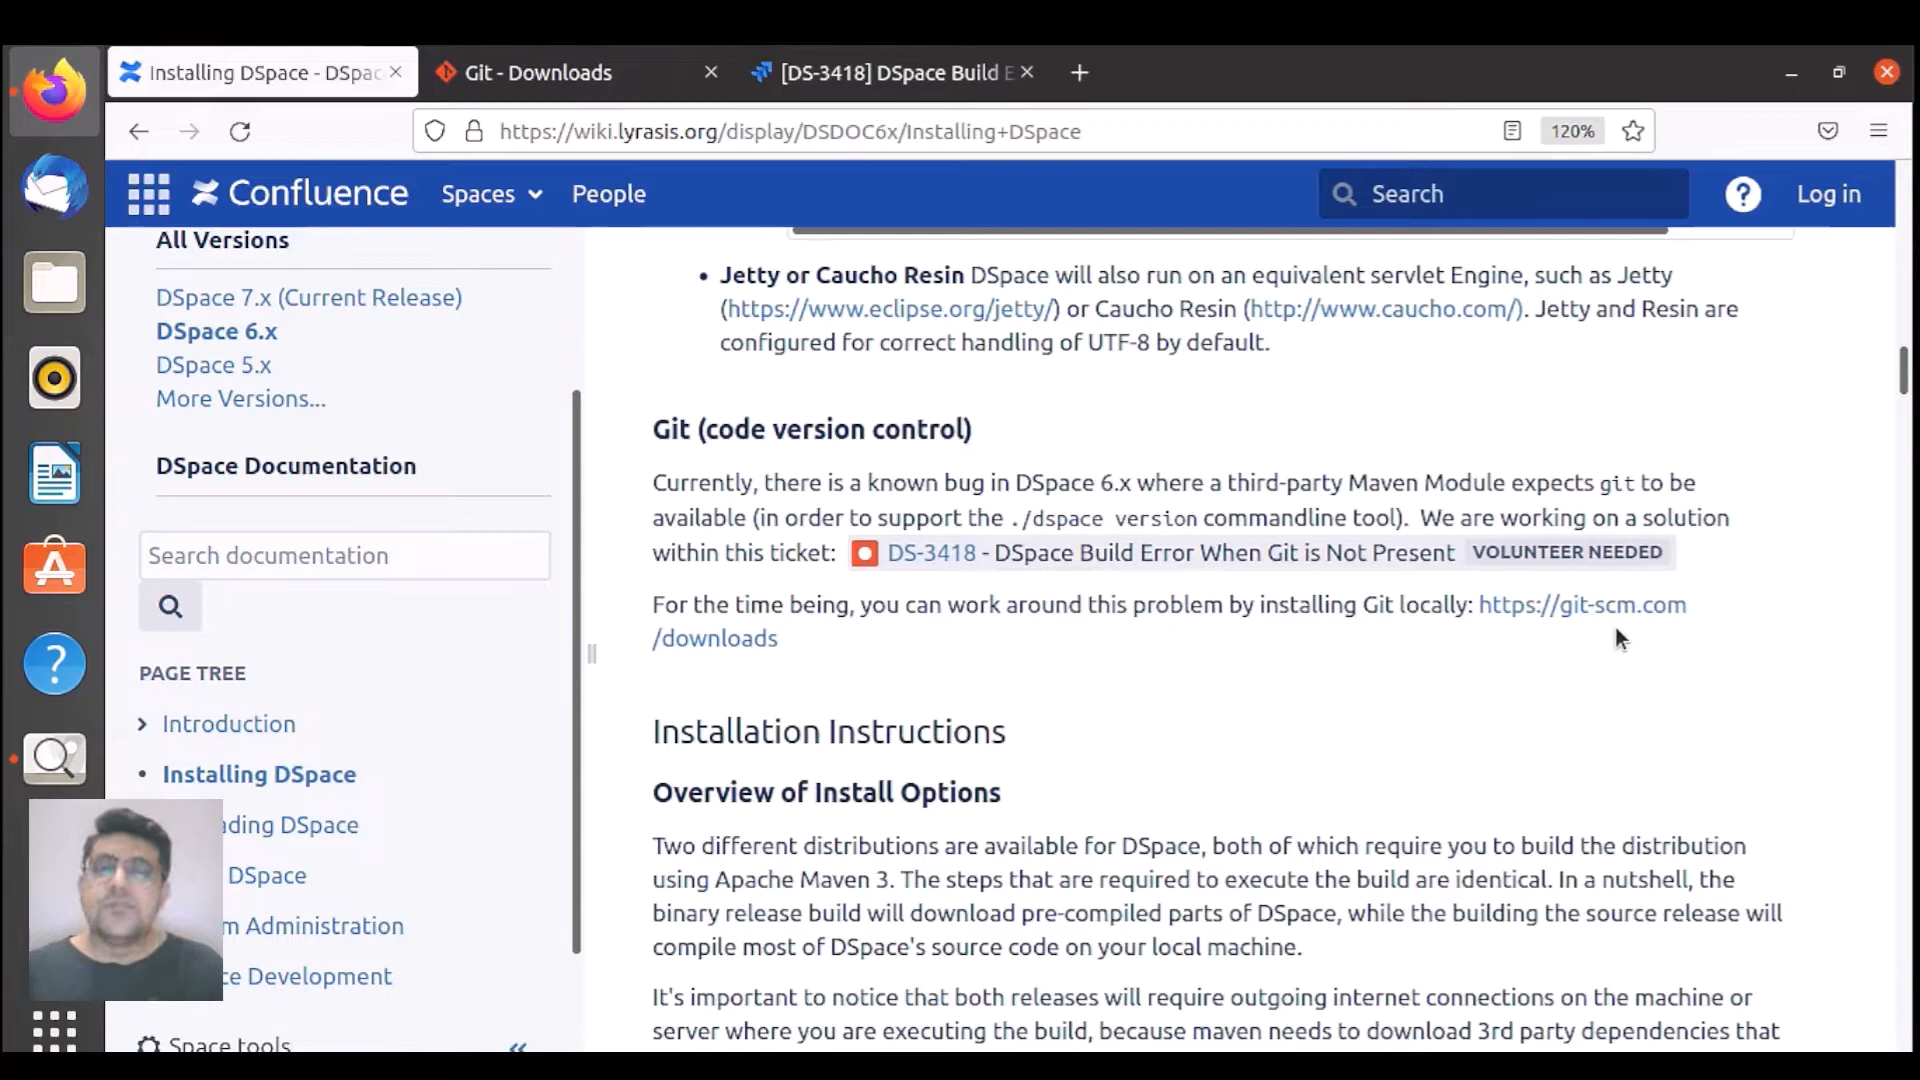 Installing DSpace - DSpac
Git - Downloads
[DS-3418] DSpace Build E
https://wiki.lyrasis.org/display/DSDOC6x/Installing+DSpace
120%
Confluence
Spaces
People
Search
Log in
All Versions
DSpace 7.x (Current Release)
DSpace 6.x
DSpace 5.x
More Versions...
DSpace Documentation
Search documentation
PAGE TREE
Introduction
Installing DSpace
ading DSpace
DSpace
m Administration
ce Development
Space tools
• Jetty or Caucho Resin DSpace will also run on an equivalent servlet Engine, such as Jetty
(https://www.eclipse.org/jetty/) or Caucho Resin (http://www.caucho.com/). Jetty and Resin are
configured for correct handling of UTF-8 by default.
Git (code version control)
Currently, there is a known bug in DSpace 6.x where a third-party Maven Module expects git to be
available (in order to support the ./dspace version commandline tool). We are working on a solution
within this ticket: DS-3418 - DSpace Build Error When Git is Not Present VOLUNTEER NEEDED
For the time being, you can work around this problem by installing Git locally: https://git-scm.com
/downloads
Installation Instructions
Overview of Install Options
Two different distributions are available for DSpace, both of which require you to build the distribution
using Apache Maven 3. The steps that are required to execute the build are identical. In a nutshell, the
binary release build will download pre-compiled parts of DSpace, while the building the source release will
compile most of DSpace's source code on your local machine.
It's important to notice that both releases will require outgoing internet connections on the machine or
server where you are executing the build, because maven needs to download 3rd party dependencies that